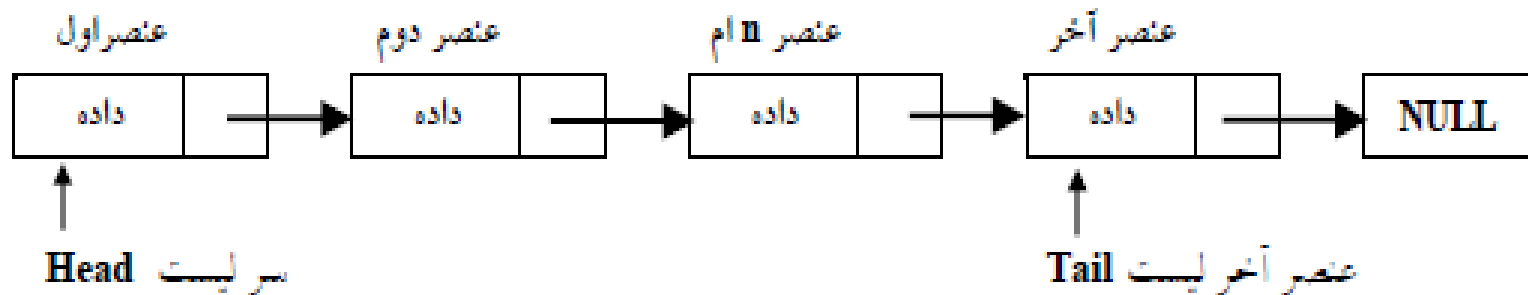 عنصر اول
عنصر دوم
عنصر n ام
عنصر آخر
داده
داده
داده
داده
NULL
Head سر لیست
Tail عنصر آخر لیست